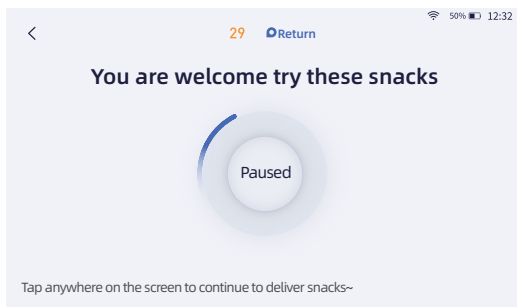 50% 12:32
29 Return
You are welcome try these snacks
Paused
Tap anywhere on the screen to continue to deliver snacks~